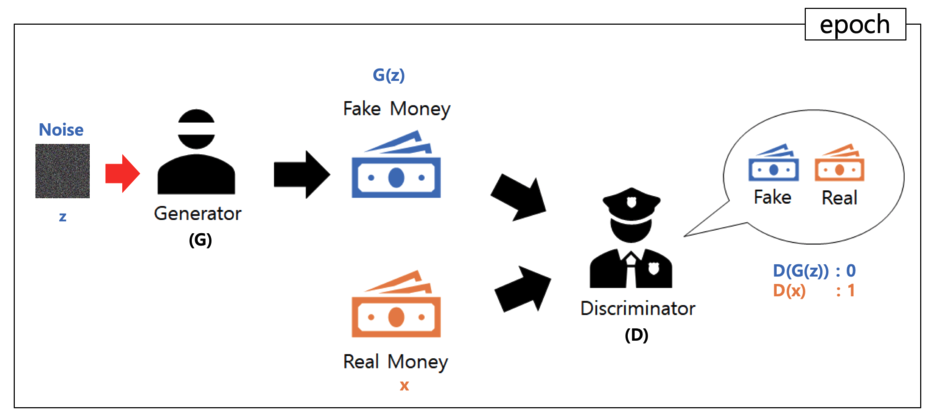 epoch
G(z)
Fake Money
Noise
z
Generator
(G)
Real Money
x
Discriminator
(D)
Fake Real
D(G(z)) : 0
D(x) : 1